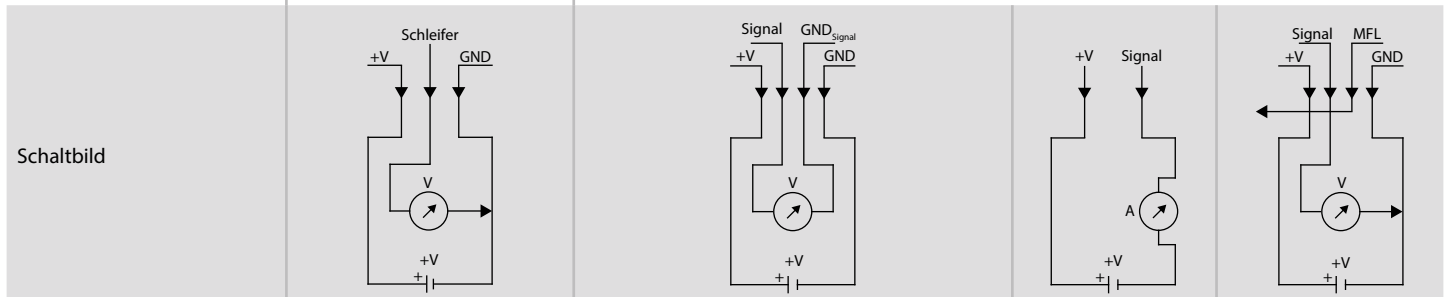 Schaltbild
Schleifer
+V GND
V
+V
+
Signal GND Signal
+V GND
V
+V
+
+V Signal
A
+V
+
Signal MFL
+V GND
V
+V
+